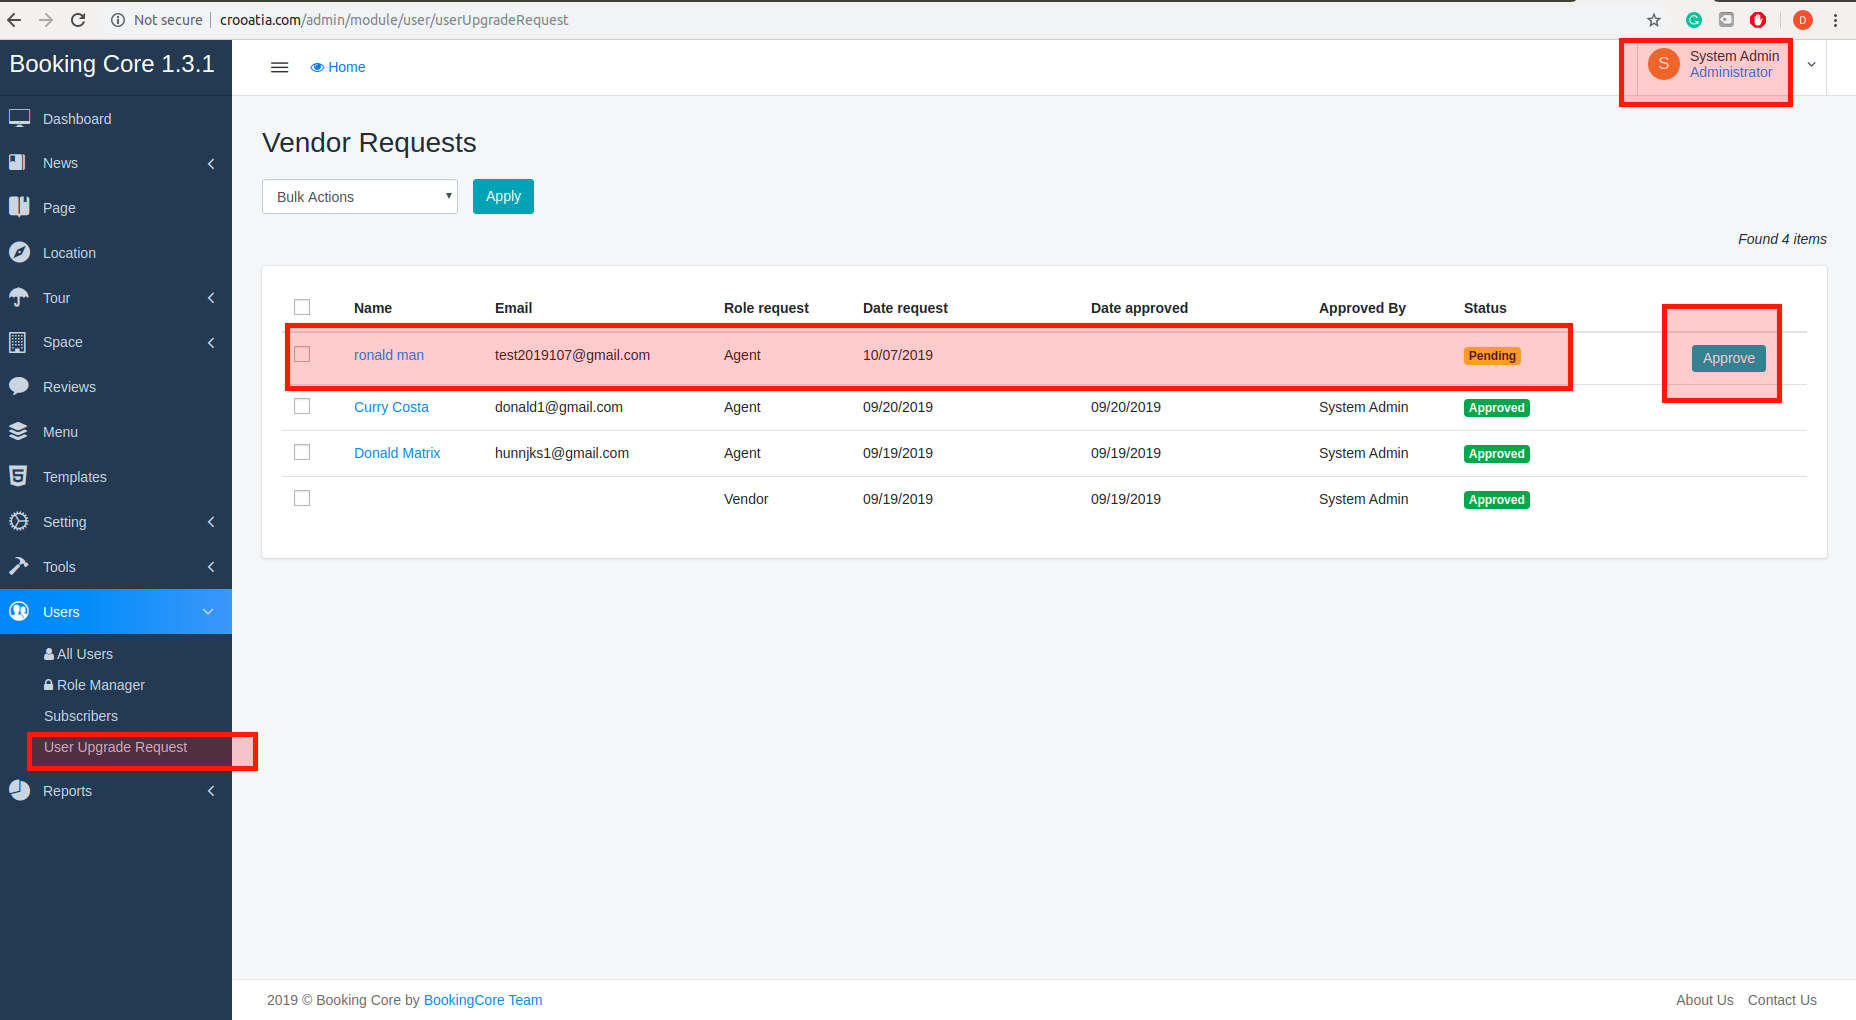 Not secure | crooatia.com/admin/module/user/userUpgradeRequest
D
Booking Core 1.3.1
Home
S
System Admin
Administrator
Dashboard
News
Page
Location
Tour
Space
Reviews
Menu
Templates
Setting
Tools
Users
All Users
Role Manager
Subscribers
User Upgrade Request
Reports
Vendor Requests
Bulk Actions
Apply
Found 4 items
Name Email Role request Date request Date approved Approved By Status
ronald man test2019107@gmail.com Agent 10/07/2019 Pending Approve
Curry Costa donald1@gmail.com Agent 09/20/2019 09/20/2019 System Admin Approved
Donald Matrix hunnjks1@gmail.com Agent 09/19/2019 09/19/2019 System Admin Approved
Vendor 09/19/2019 09/19/2019 System Admin Approved
2019 © Booking Core by BookingCore Team
About Us Contact Us